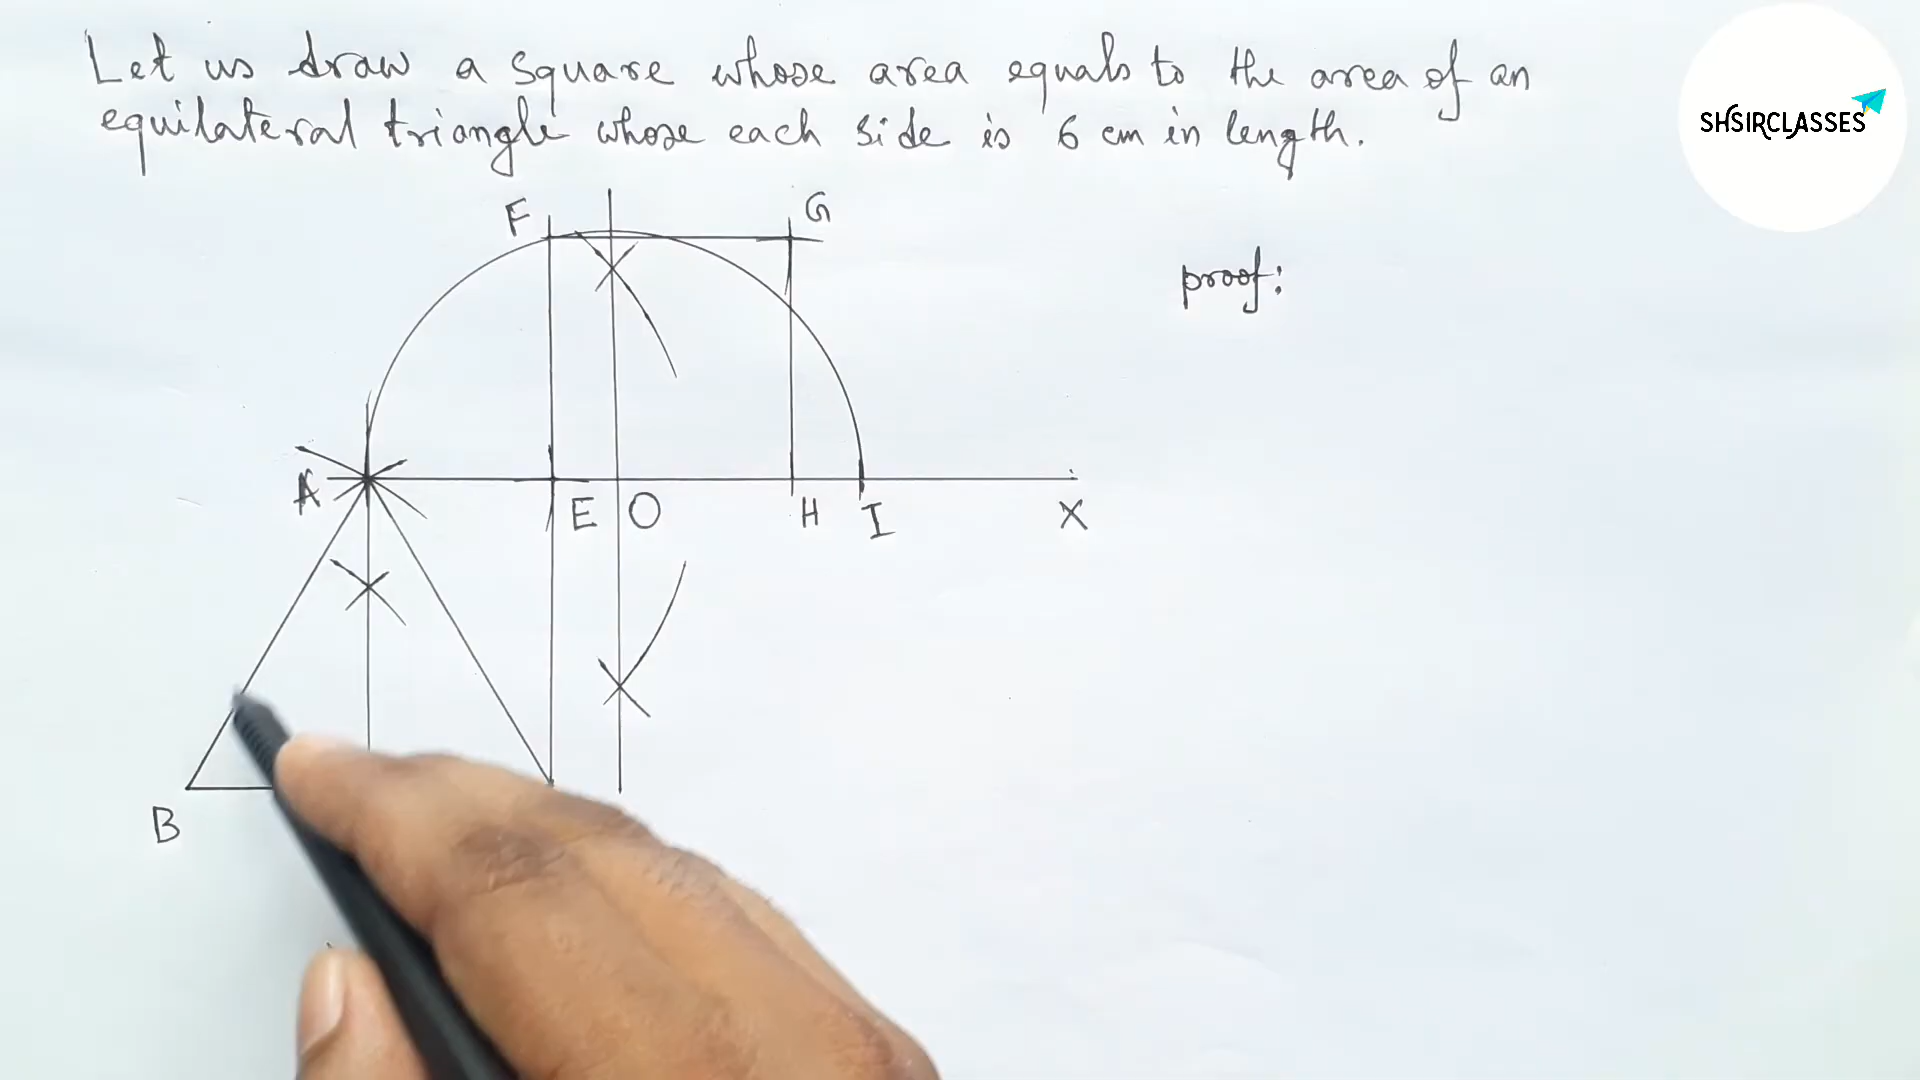 Let us draw a square whose area equals to the area of an
equilateral triangle whose each side is 6 cm in length.
SHSIRCLASSES
F
G
proof:
A
E
O
H
I
X
B